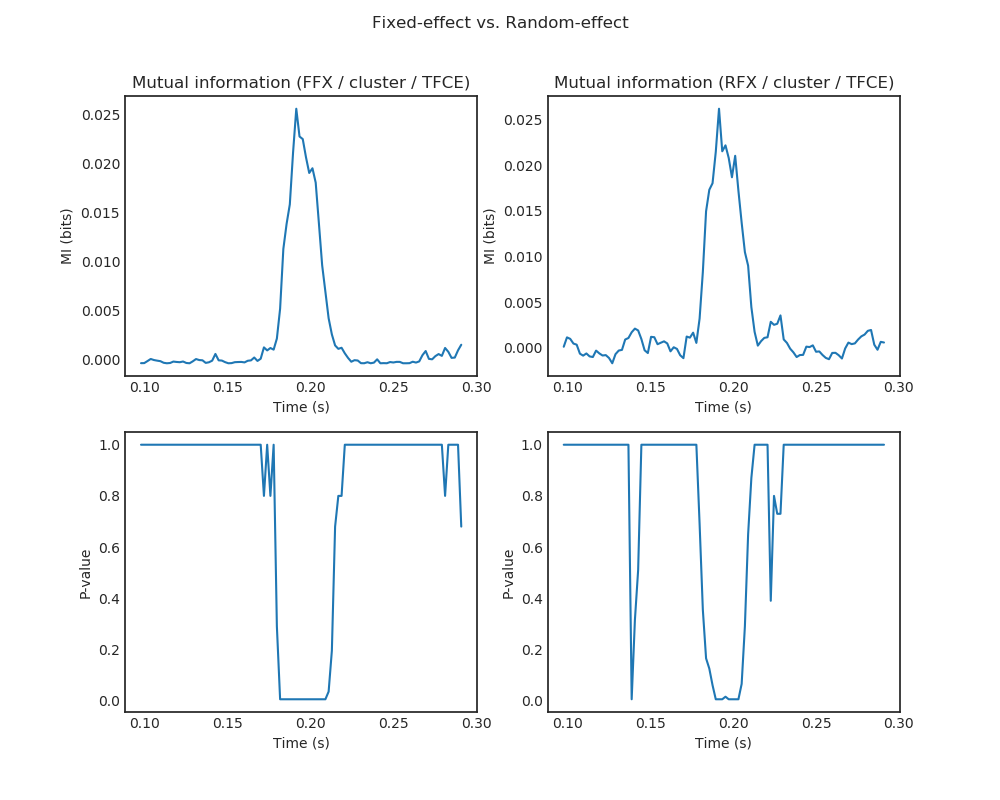 Fixed-effect vs. Random-effect
Mutual information (FFX / cluster / TFCE)
MI (bits)
0.025
0.020
0.015
0.010
0.005
0.000
0.10 0.15 0.20 0.25 0.30
Time (s)
Mutual information (RFX / cluster / TFCE)
MI (bits)
0.025
0.020
0.015
0.010
0.005
0.000
0.10 0.15 0.20 0.25 0.30
Time (s)
P-value
1.0
0.8
0.6
0.4
0.2
0.0
0.10 0.15 0.20 0.25 0.30
Time (s)
P-value
1.0
0.8
0.6
0.4
0.2
0.0
0.10 0.15 0.20 0.25 0.30
Time (s)